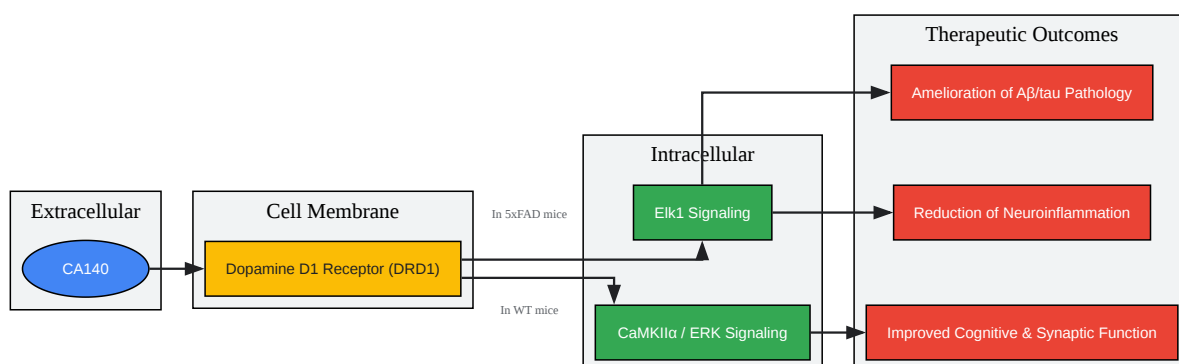 Therapeutic Outcomes
Amelioration of Aβ/tau Pathology
Intracellular
Extracellular
Cell Membrane
In 5xFAD mice
Elk1 Signaling
Reduction of Neuroinflammation
CA140
Dopamine D1 Receptor (DRD1)
In WT mice
CaMKIIα / ERK Signaling
Improved Cognitive & Synaptic Function